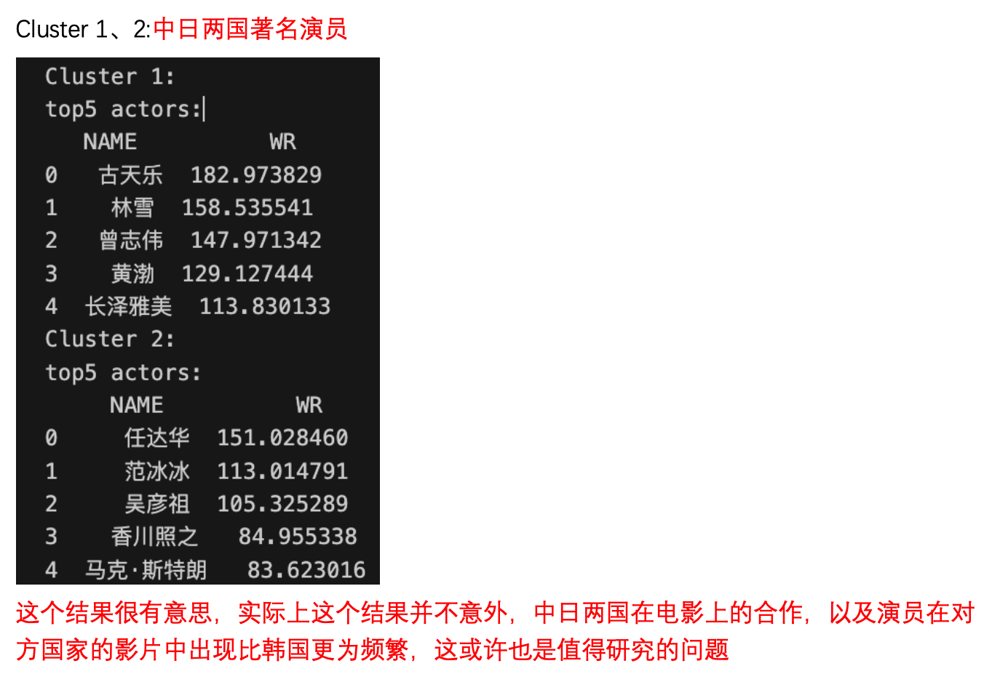 Cluster 1、2:中日两国著名演员
Cluster 1:
top5 actors:
NAME WR
0 古天乐 182.973829
1 林雪 158.535541
2 曾志伟 147.971342
3 黄渤 129.127444
4 长泽雅美 113.830133
Cluster 2:
top5 actors:
NAME WR
0 任达华 151.028460
1 范冰冰 113.014791
2 吴彦祖 105.325289
3 香川照之 84.955338
4 马克·斯特朗 83.623016
这个结果很有意思，实际上这个结果并不意外，中日两国在电影上的合作，以及演员在对
方国家的影片中出现比韩国更为频繁，这或许也是值得研究的问题